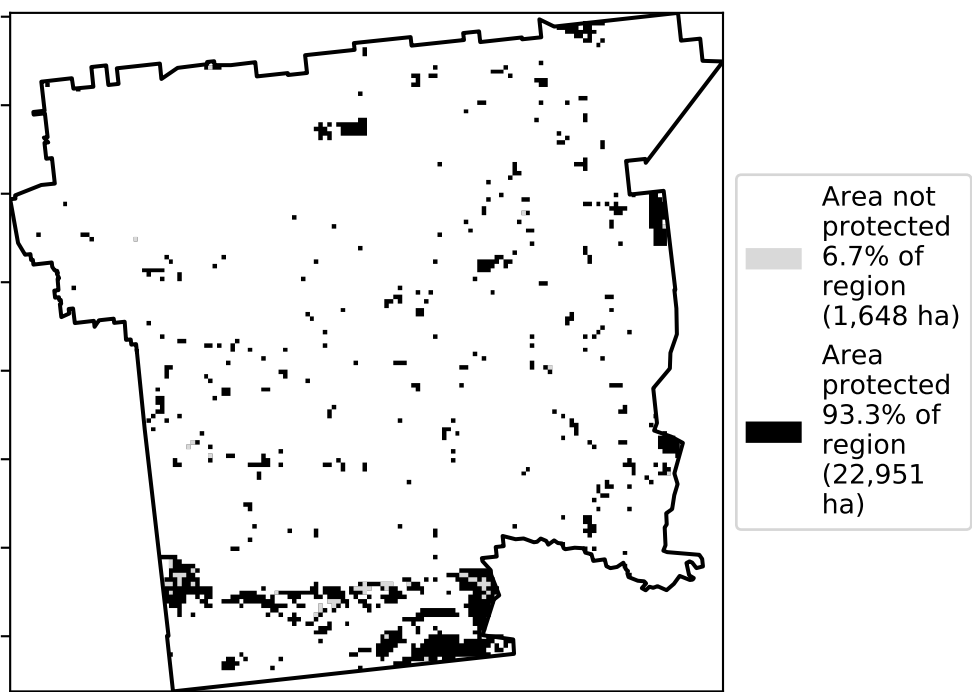 Area not
protected
6.7% of
region
(1,648 ha)
Area
protected
93.3% of
region
(22,951
ha)